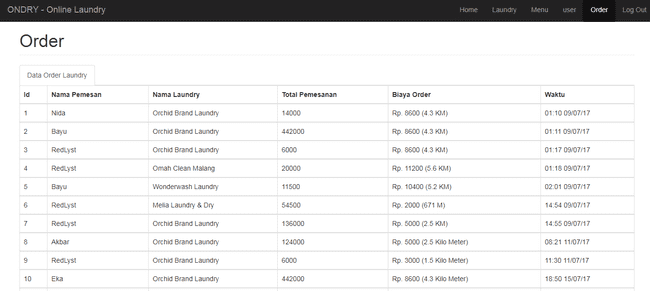 ONDRY - Online Laundry Home Laundry Menu user Order Log Out
Order
Data Order Laundry
Id Nama Pemesan Nama Laundry Total Pemesanan Biaya Order Waktu
1 Nida Orchid Brand Laundry 14000 Rp. 8600 (4.3 KM) 01:10 09/07/17
2 Bayu Orchid Brand Laundry 442000 Rp. 8600 (4.3 KM) 01:11 09/07/17
3 RedLyst Orchid Brand Laundry 6000 Rp. 8600 (4.3 KM) 01:17 09/07/17
4 RedLyst Omah Clean Malang 20000 Rp. 11200 (5.6 KM) 01:18 09/07/17
5 Bayu Wonderwash Laundry 11500 Rp. 10400 (5.2 KM) 02:01 09/07/17
6 RedLyst Melia Laundry & Dry 54500 Rp. 2000 (671 M) 14:54 09/07/17
7 RedLyst Orchid Brand Laundry 136000 Rp. 5000 (2.5 KM) 14:55 09/07/17
8 Akbar Orchid Brand Laundry 124000 Rp. 5000 (2.5 Kilo Meter) 08:21 11/07/17
9 RedLyst Orchid Brand Laundry 6000 Rp. 3000 (1.5 Kilo Meter) 11:30 11/07/17
10 Eka Orchid Brand Laundry 442000 Rp. 8600 (4.3 Kilo Meter) 18:50 15/07/17